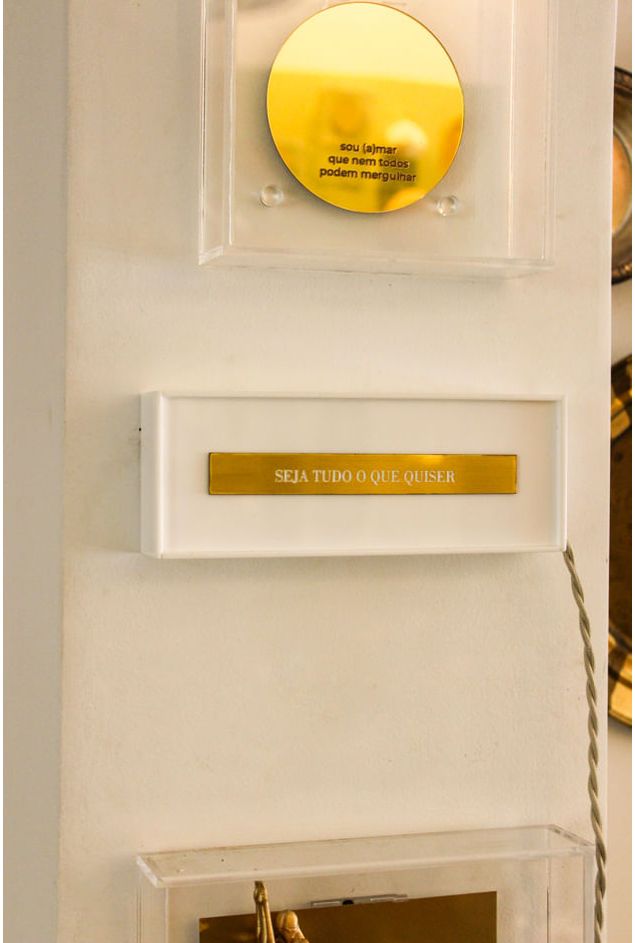 sou (a)mar
que nem todos
podem mergulhar
SEJA TUDO O QUE QUISER